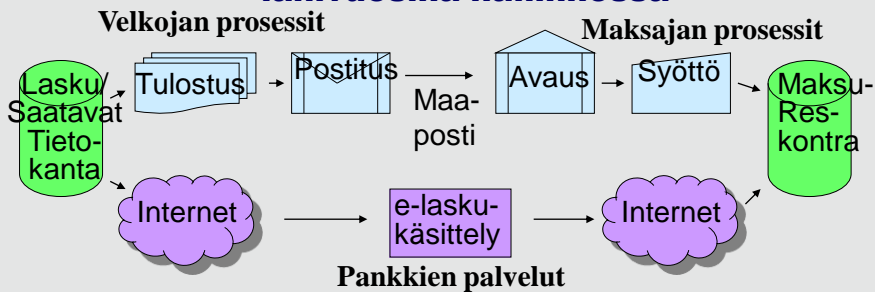 Velkojan prosessit
Maksajan prosessit
Lasku/
Saatavat
Tieto-
kanta
Tulostus
Postitus
Maa-
posti
Avaus
Syöttö
Maksu-
Res-
kontra
Internet
e-lasku-
käsittely
Internet
Pankkien palvelut